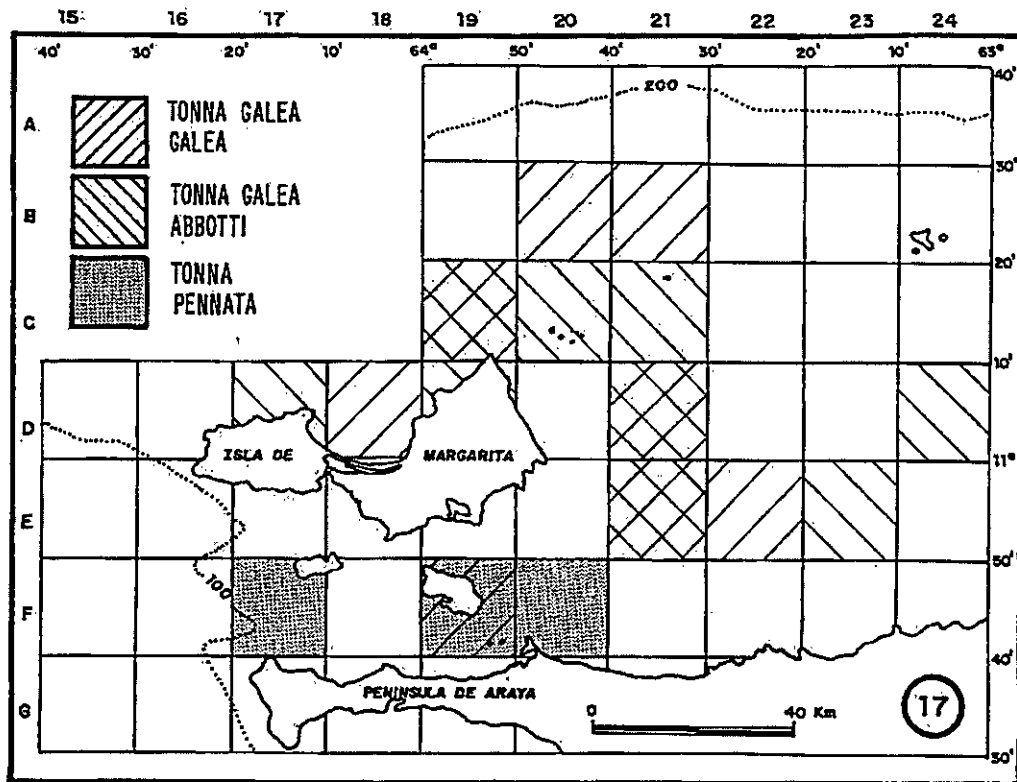 15 16 17 18 19 20 21 22 23 24
40' 30' 20' 10' 64° 50' 40' 30' 20' 10' 63°
40'
200
A
TONNA GALEA
GALEA
30'
B
TONNA GALEA
ABBOTTI
20'
TONNA
PENNATA
C
10'
D
ISLA DE MARGARITA
11°
E
50'
100
F
40'
PENINSULA DE ARAYA
G
0 40 Km
17
30'